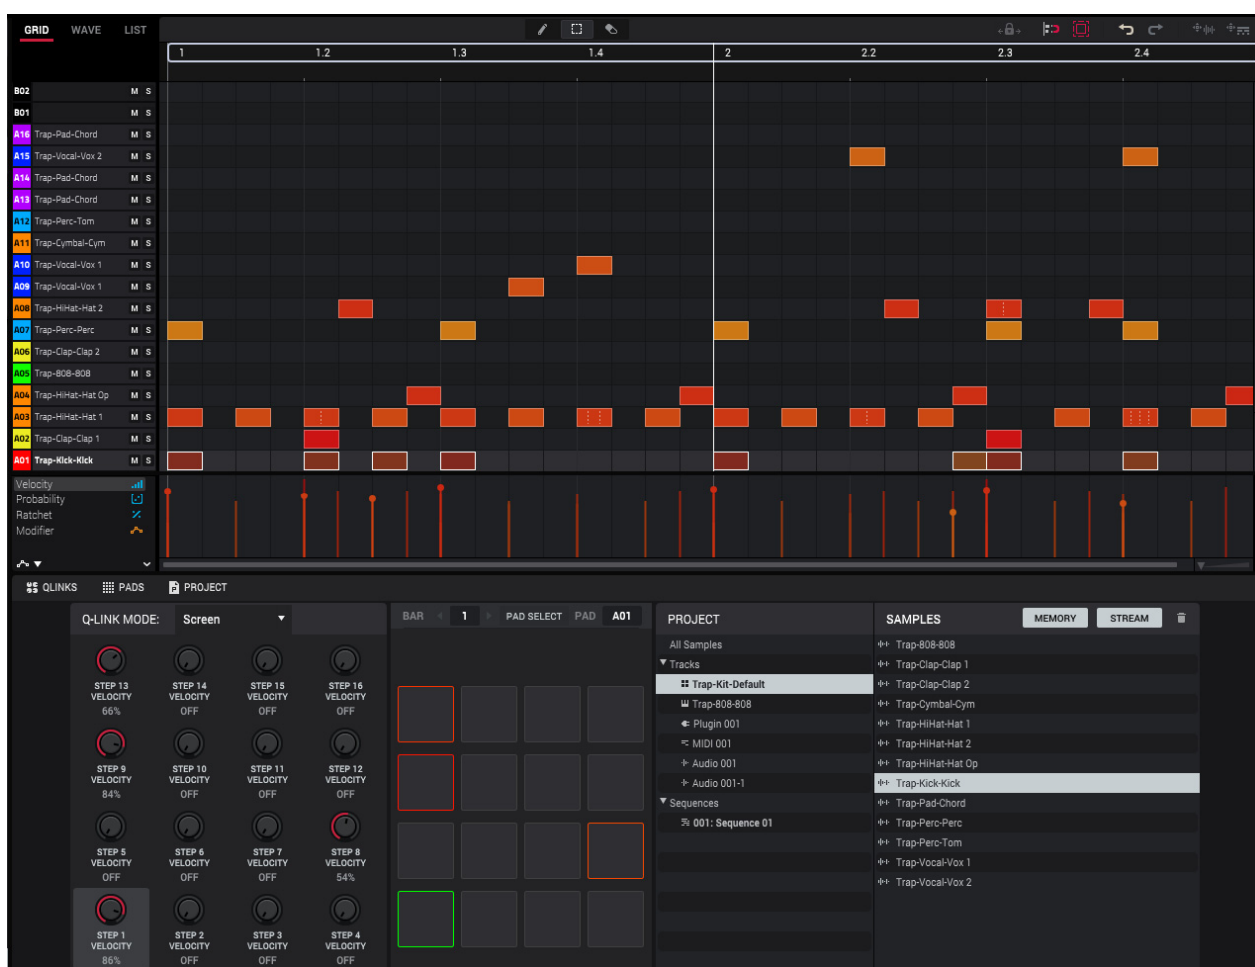 GRID WAVE LIST
1 1.2 1.3 1.4 2 2.2 2.3 2.4
B02 M S
B01 M S
A16 Trap-Pad-Chord M S
A15 Trap-Vocal-Vox 2 M S
A14 Trap-Pad-Chord M S
A13 Trap-Pad-Chord M S
A12 Trap-Perc-Tom M S
A11 Trap-Cymbal-Cym M S
A10 Trap-Vocal-Vox 1 M S
A09 Trap-Vocal-Vox 1 M S
A08 Trap-HiHat-Hat 2 M S
A07 Trap-Perc-Perc M S
A06 Trap-Clap-Clap 2 M S
A05 Trap-808-808 M S
A04 Trap-HiHat-Hat Op M S
A03 Trap-HiHat-Hat 1 M S
A02 Trap-Clap-Clap 1 M S
A01 Trap-Kick-Kick M S
Velocity
Probability
Ratchet
Modifier
QLINKS PADS PROJECT
Q-LINK MODE: Screen
STEP 13 STEP 14 STEP 15 STEP 16
VELOCITY VELOCITY VELOCITY VELOCITY
66% OFF OFF OFF
STEP 9 STEP 10 STEP 11 STEP 12
VELOCITY VELOCITY VELOCITY VELOCITY
84% OFF OFF OFF
STEP 5 STEP 6 STEP 7 STEP 8
VELOCITY VELOCITY VELOCITY VELOCITY
OFF OFF OFF 54%
STEP 1 STEP 2 STEP 3 STEP 4
VELOCITY VELOCITY VELOCITY VELOCITY
86% OFF OFF OFF
BAR 1 PAD SELECT PAD A01
PROJECT
All Samples
Tracks
Trap-Kit-Default
Trap-808-808
Plugin 001
MIDI 001
Audio 001
Audio 001-1
Sequences
001: Sequence 01
SAMPLES MEMORY STREAM
Trap-808-808
Trap-Clap-Clap 1
Trap-Clap-Clap 2
Trap-Cymbal-Cym
Trap-HiHat-Hat 1
Trap-HiHat-Hat 2
Trap-HiHat-Hat Op
Trap-Kick-Kick
Trap-Pad-Chord
Trap-Perc-Perc
Trap-Perc-Tom
Trap-Vocal-Vox 1
Trap-Vocal-Vox 2